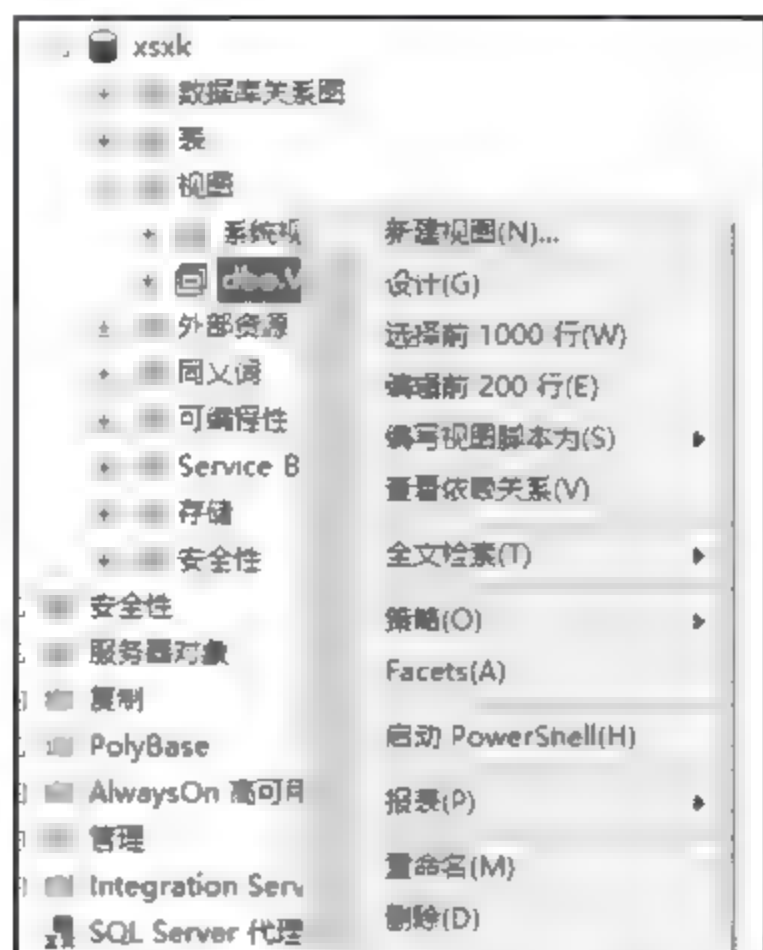 xsxk
数据库关系图
表
视图
系统视
dbo.V
外部资源
同义词
可编程性
Service B
存储
安全性
安全性
服务器对象
复制
PolyBase
AlwaysOn 高可用
管理
Integration Serv
SQL Server 代理
新建视图(N)...
设计(G)
选择前 1000 行(W)
编辑前 200 行(E)
编写视图脚本为(S)
查看依赖关系(V)
全文检索(T)
策略(O)
Facets(A)
启动 PowerShell(H)
报表(P)
重命名(M)
删除(D)